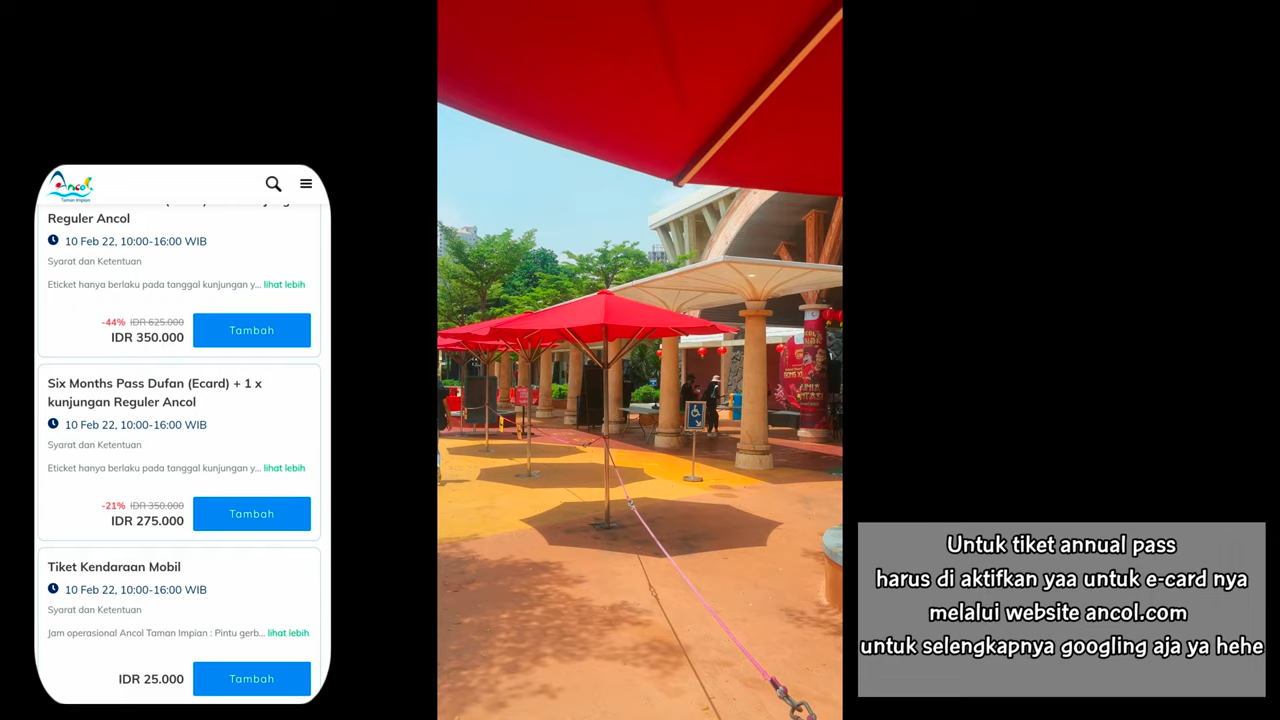 Ancol
Taman Impian
Reguler Ancol
10 Feb 22, 10:00-16:00 WIB
Syarat dan Ketentuan
Eticket hanya berlaku pada tanggal kunjungan y... lihat lebih
-44% IDR 625.000
IDR 350.000
Tambah
Six Months Pass Dufan (Ecard) + 1 x
kunjungan Reguler Ancol
10 Feb 22, 10:00-16:00 WIB
Syarat dan Ketentuan
Eticket hanya berlaku pada tanggal kunjungan y... lihat lebih
-21% IDR 350.000
IDR 275.000
Tambah
Tiket Kendaraan Mobil
10 Feb 22, 10:00-16:00 WIB
Syarat dan Ketentuan
Jam operasional Ancol Taman Impian : Pintu gerb... lihat lebih
IDR 25.000
Tambah
Untuk tiket annual pass
harus di aktifkan yaa untuk e-card nya
melalui website ancol.com
untuk selengkapnya googling aja ya hehe